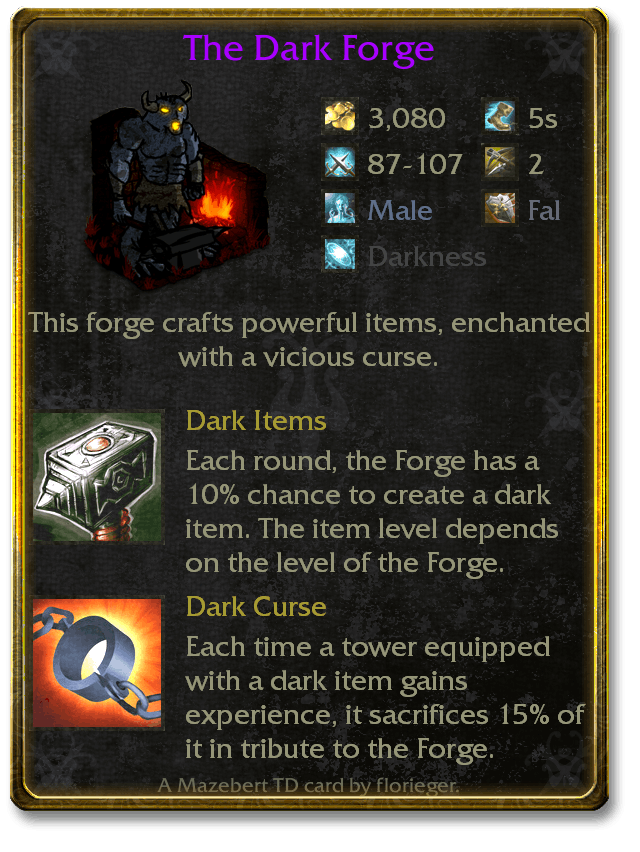 The Dark Forge
3,080 5s
87-107 2
Male Fal
Darkness
This forge crafts powerful items, enchanted
with a vicious curse.
Dark Items
Each round, the Forge has a
10% chance to create a dark
item. The item level depends
on the level of the Forge.
Dark Curse
Each time a tower equipped
with a dark item gains
experience, it sacrifices 15% of
it in tribute to the Forge.
A Mazebert TD card by florieger.